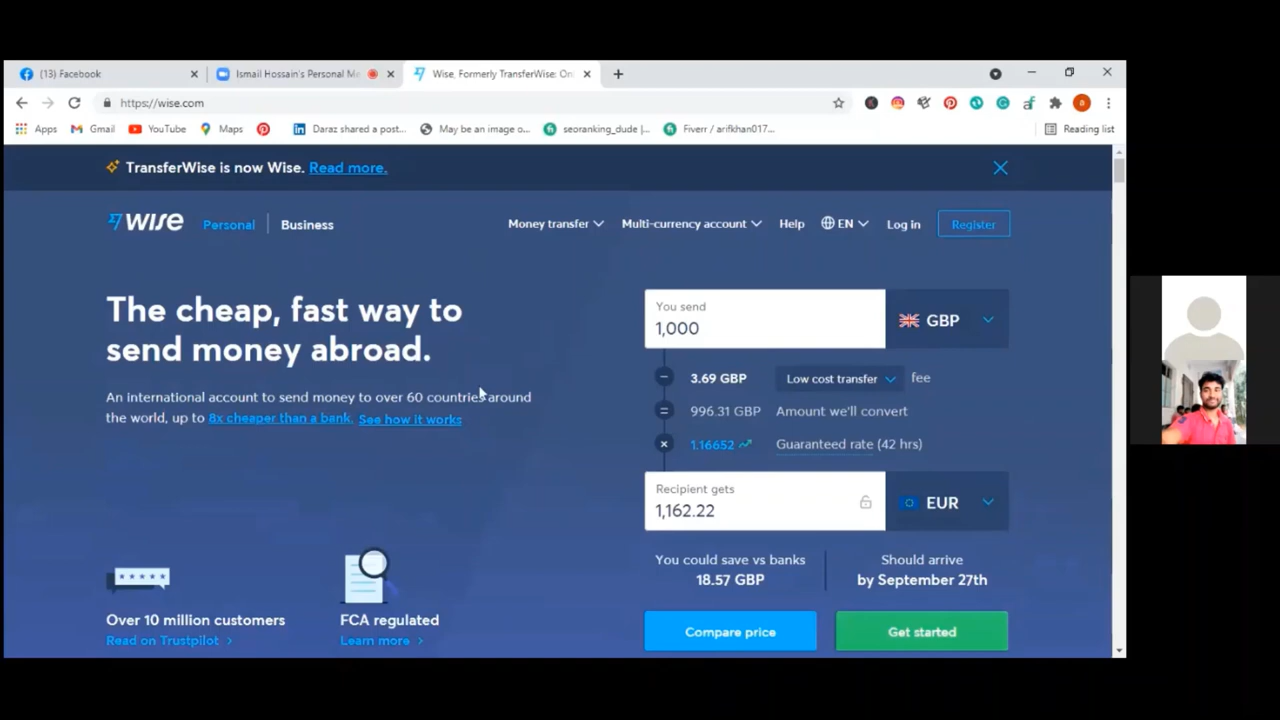 (13) Facebook
Ismail Hossain's Personal Me
Wise, Formerly TransferWise: On
https://wise.com
Apps
Gmail
YouTube
Maps
Daraz shared a post...
May be an image o...
seoranking_dude |...
Fiverr / arifkhan017...
Reading list
TransferWise is now Wise. Read more.
WISE
Personal
Business
Money transfer
Multi-currency account
Help
EN
Log in
Register
The cheap, fast way to
send money abroad.
An international account to send money to over 60 countries around
the world, up to 8x cheaper than a bank. See how it works
You send
1,000
GBP
3.69 GBP
Low cost transfer
fee
996.31 GBP
Amount we'll convert
1.16652
Guaranteed rate (42 hrs)
Recipient gets
1,162.22
EUR
You could save vs banks
18.57 GBP
Should arrive
by September 27th
Compare price
Get started
Over 10 million customers
Read on Trustpilot
FCA regulated
Learn more